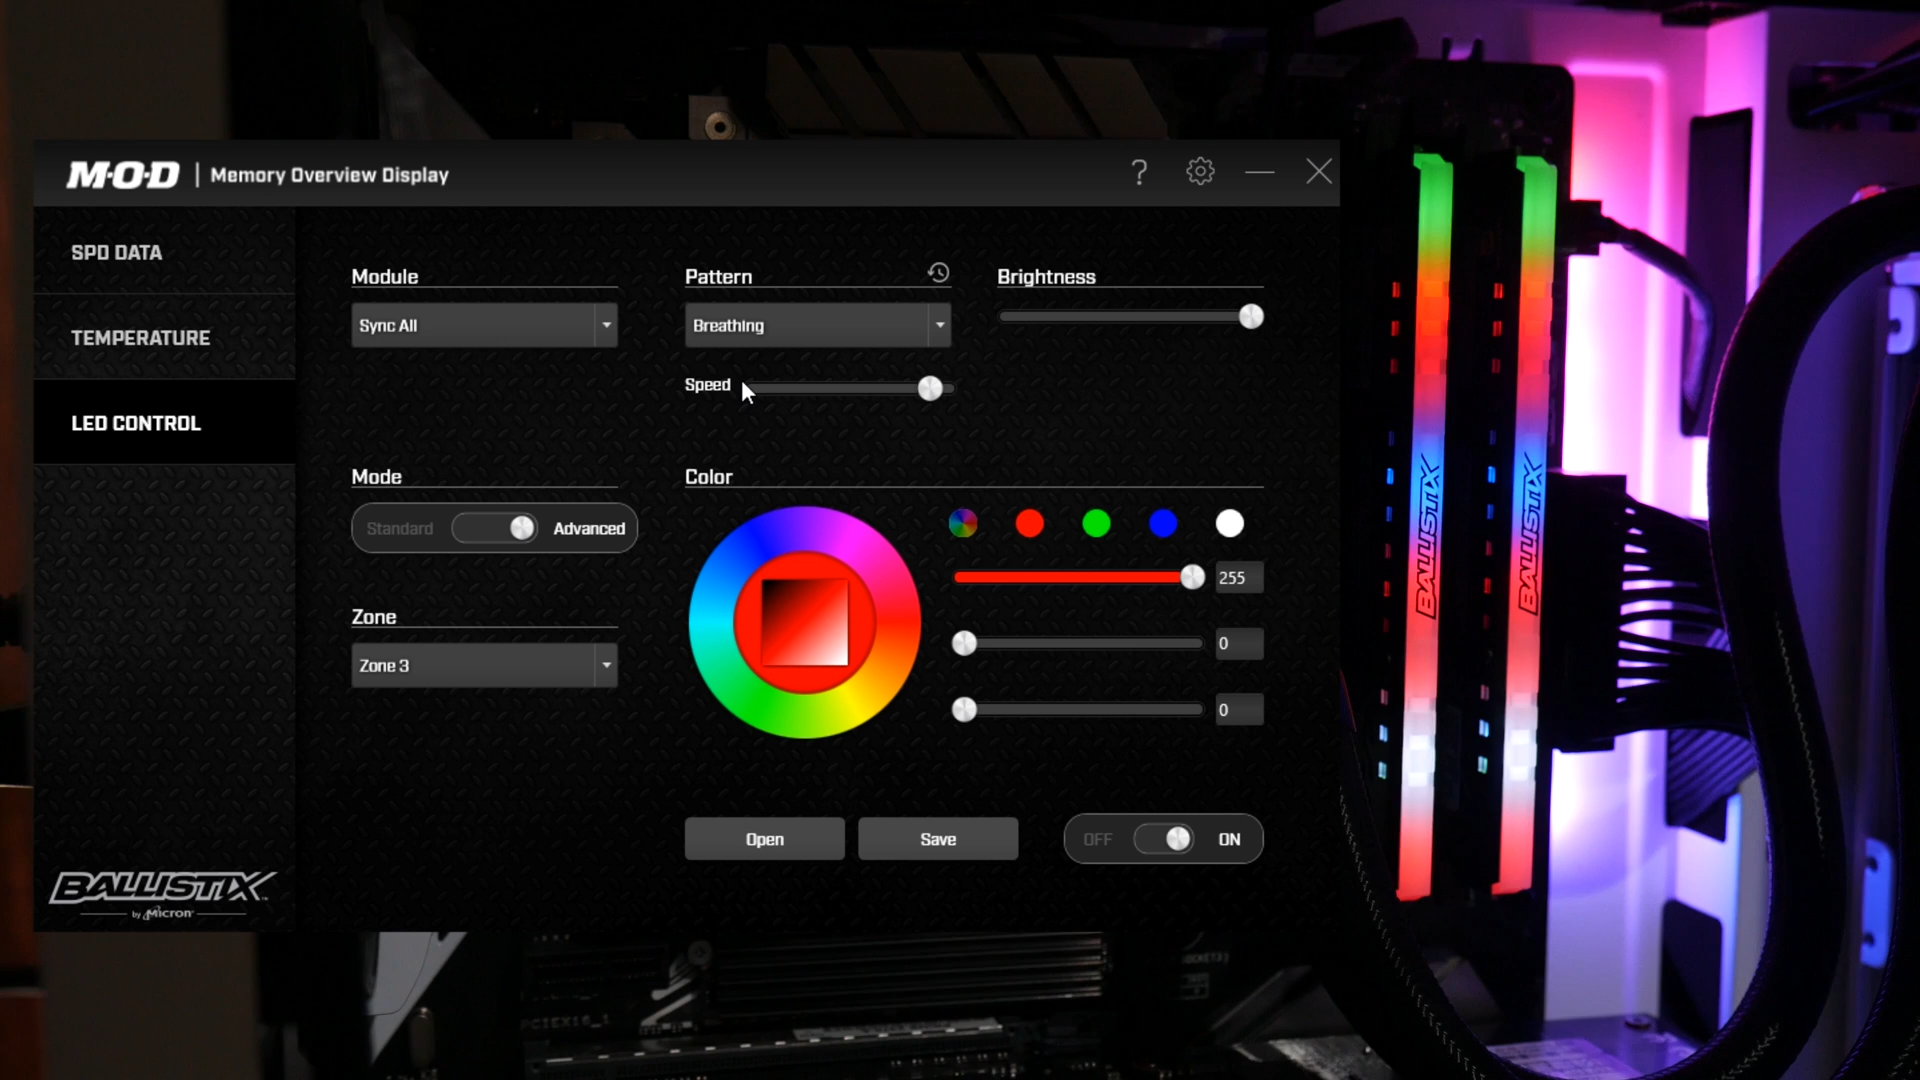 M·O·D | Memory Overview Display
?
SPD DATA
TEMPERATURE
LED CONTROL
Module
Sync All
Pattern
Breathing
Speed
Brightness
Mode
Standard
Advanced
Zone
Zone 3
Color
255
0
0
Open
Save
OFF
ON
BALLISTIX
by Micron
BALLISTIX
BALLISTIX
PCIEX16_1